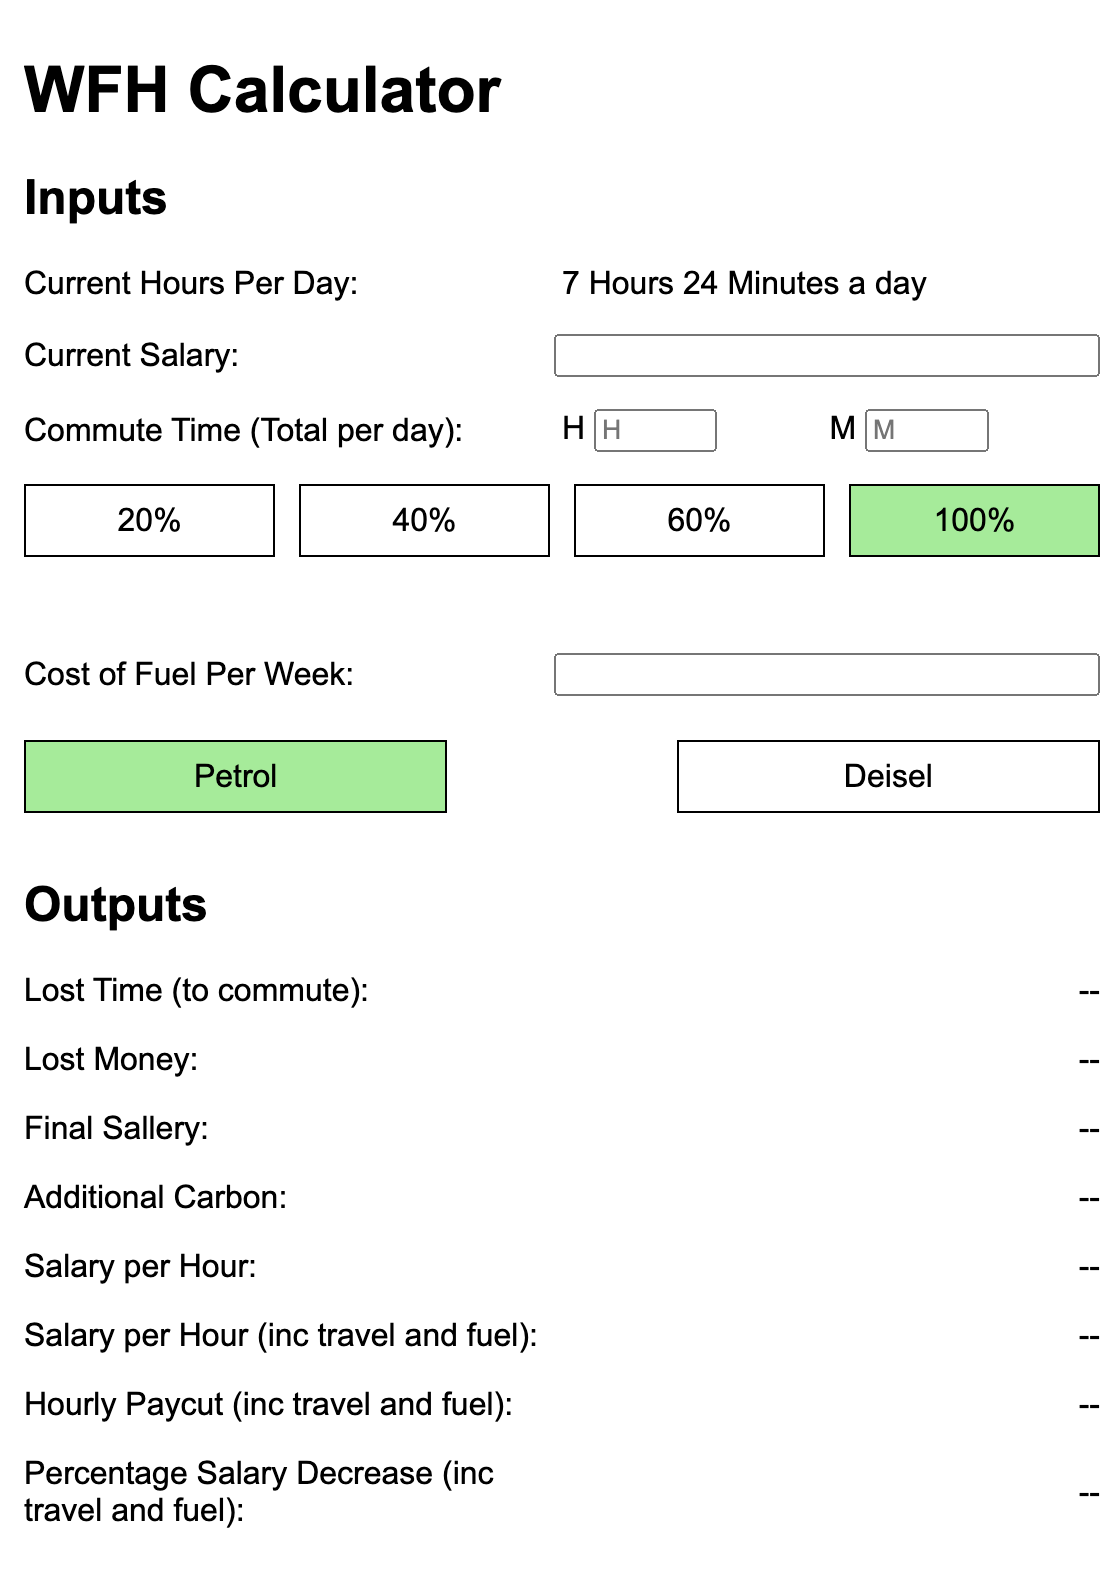 WFH Calculator
Inputs
Current Hours Per Day: 7 Hours 24 Minutes a day
Current Salary:
Commute Time (Total per day): H H M M
20% 40% 60% 100%
Cost of Fuel Per Week:
Petrol Deisel
Outputs
Lost Time (to commute): --
Lost Money: --
Final Sallery: --
Additional Carbon: --
Salary per Hour: --
Salary per Hour (inc travel and fuel): --
Hourly Paycut (inc travel and fuel): --
Percentage Salary Decrease (inc
travel and fuel): --